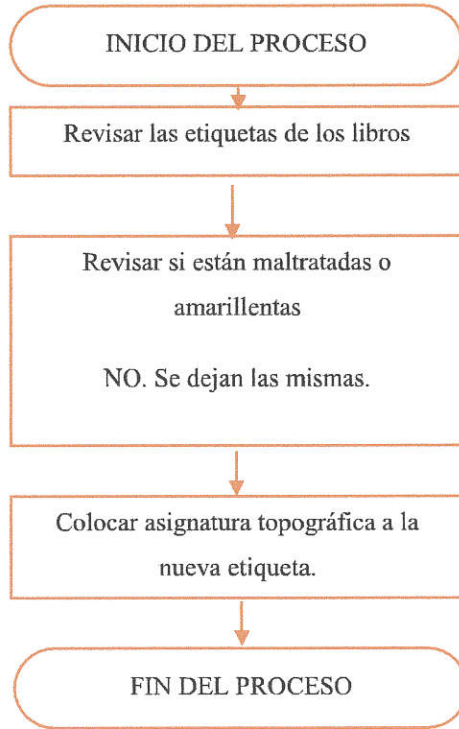 INICIO DEL PROCESO
Revisar las etiquetas de los libros
Revisar si están maltratadas o
amarillentas
NO. Se dejan las mismas.
Colocar asignatura topográfica a la
nueva etiqueta.
FIN DEL PROCESO